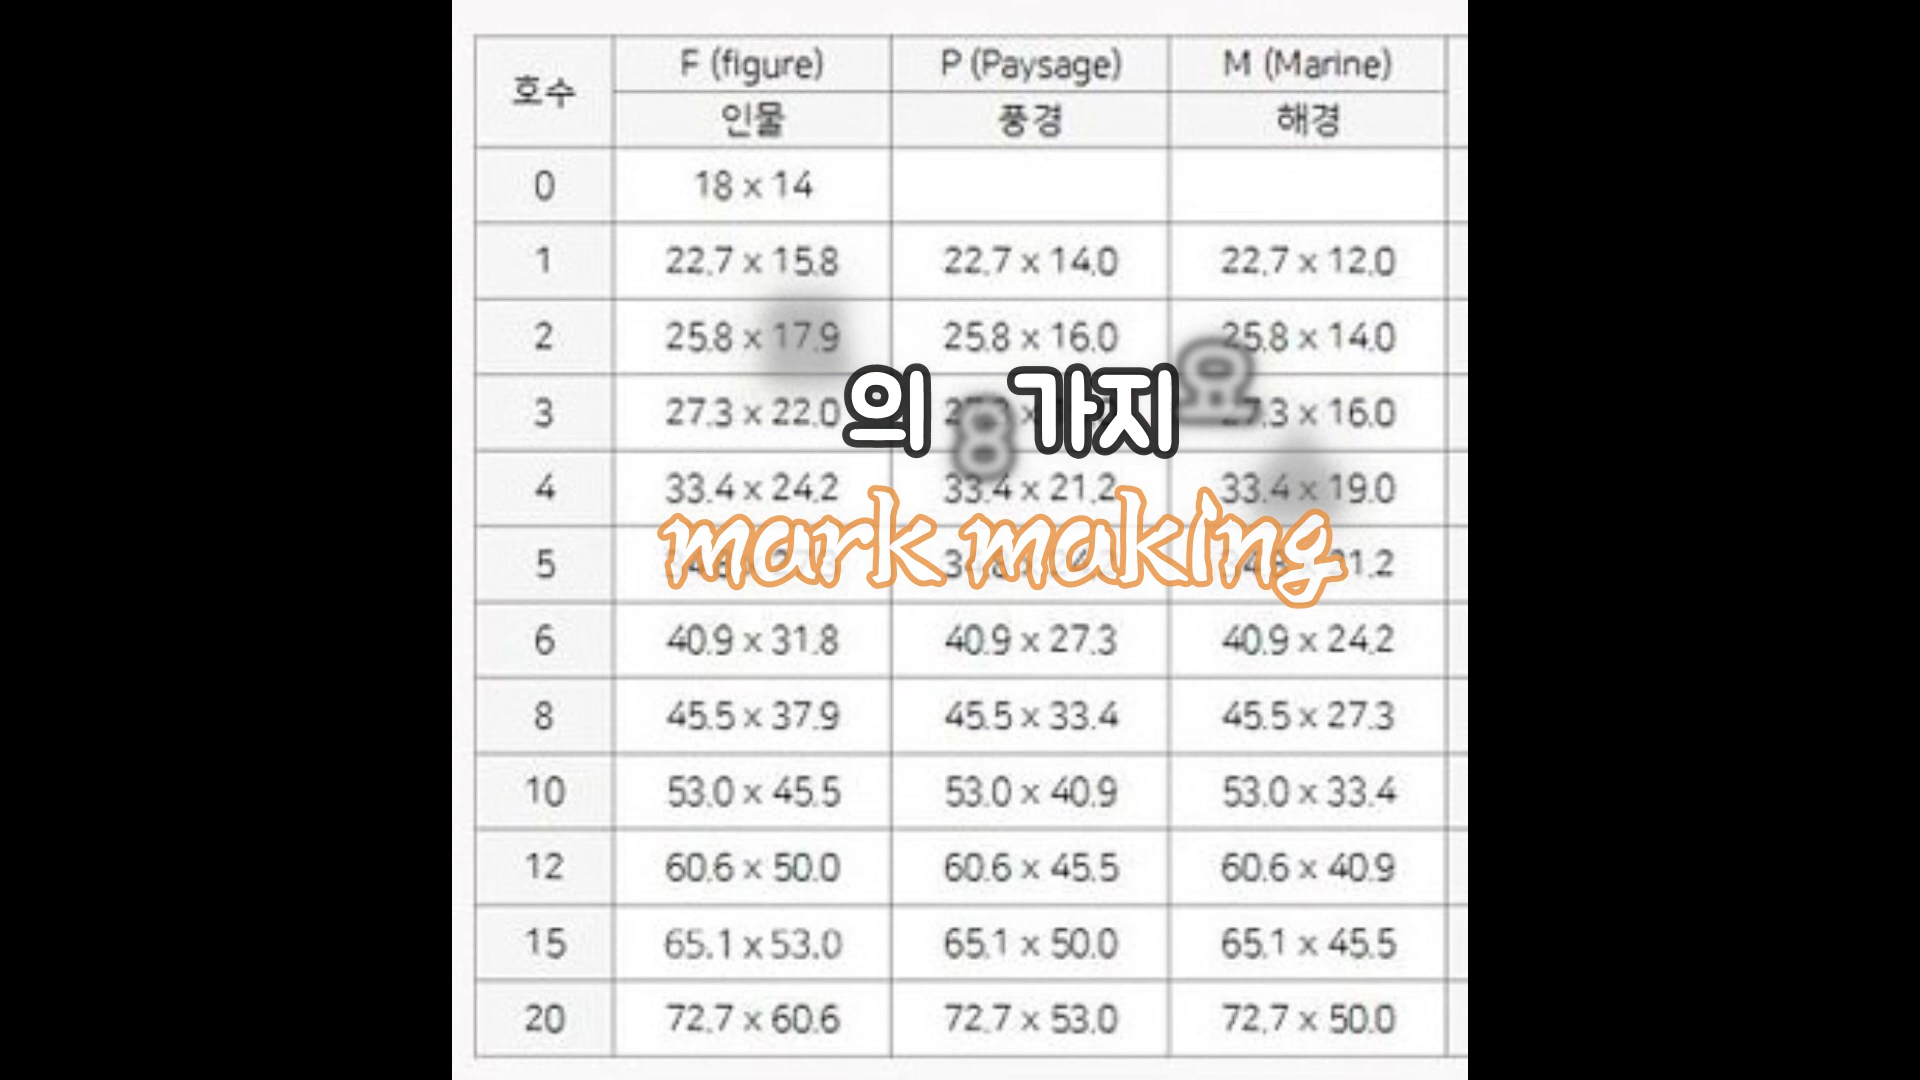 호수 F (figure) P (Paysage) M (Marine)
인물 풍경 해경
0 18 x 14
1 22.7 x 15.8 22.7 x 14.0 22.7 x 12.0
2 25.8 x 17.9 25.8 x 16.0 25.8 x 14.0
3 27.3 x 22.0 27.3 x 16.0
4 33.4 x 24.2 33.4 x 21.2 33.4 x 19.0
5 21.2
6 40.9 x 31.8 40.9 x 27.3 40.9 x 24.2
8 45.5 x 37.9 45.5 x 33.4 45.5 x 27.3
10 53.0 x 45.5 53.0 x 40.9 53.0 x 33.4
12 60.6 x 50.0 60.6 x 45.5 60.6 x 40.9
15 65.1 x 53.0 65.1 x 50.0 65.1 x 45.5
20 72.7 x 60.6 72.7 x 53.0 72.7 x 50.0
의 8 가지 요
mark making